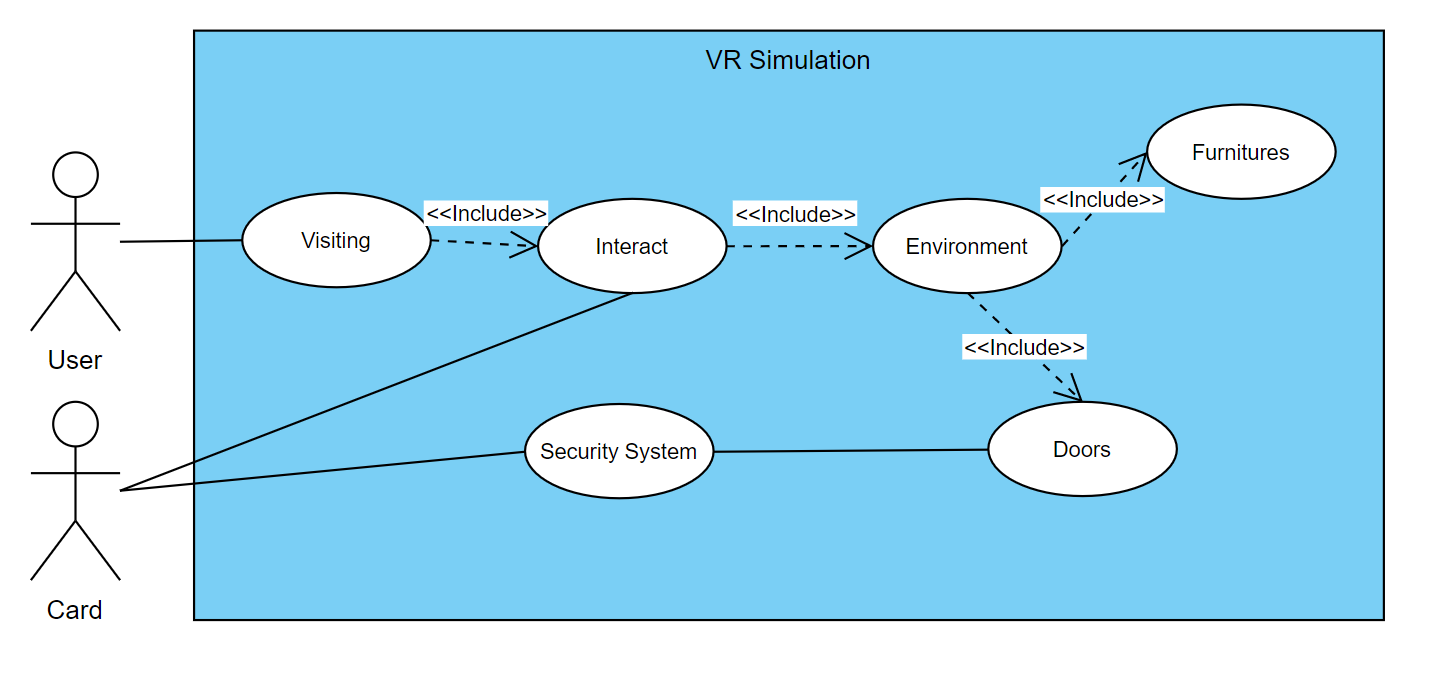 VR Simulation
Furnitures
<<Include>>
<<Include>>
<<Include>>
Visiting
Interact
Environment
User
<<Include>>
Security System
Doors
Card